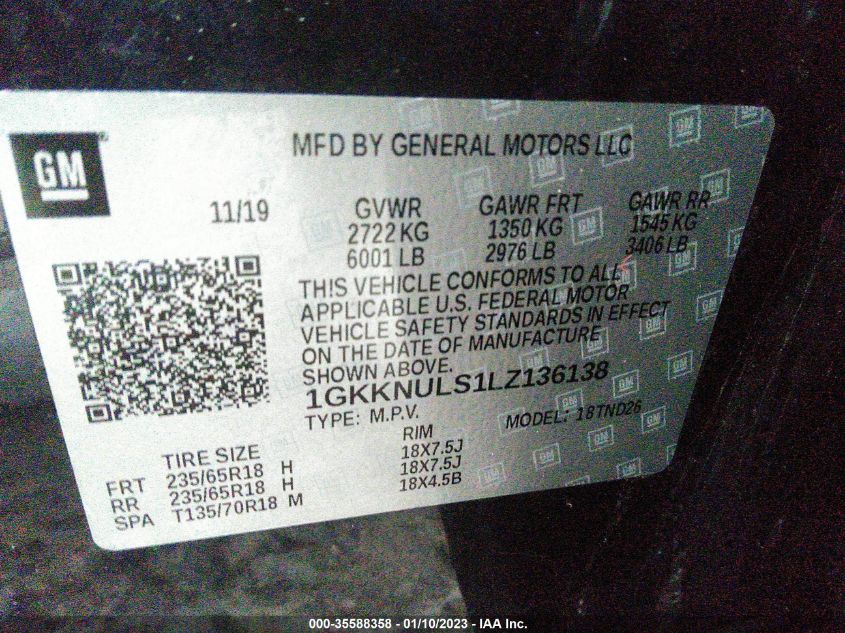 GM
MFD BY GENERAL MOTORS LLC
11/19
GVWR GAWR FRT GAWR RR
2722 KG 1350 KG 1545 KG
6001 LB 2976 LB 3406 LB
THIS VEHICLE CONFORMS TO ALL
APPLICABLE U.S. FEDERAL MOTOR
VEHICLE SAFETY STANDARDS IN EFFECT
ON THE DATE OF MANUFACTURE
SHOWN ABOVE.
1GKKNULS1LZ136138
TYPE: M.P.V. MODEL: 18TND26
TIRE SIZE RIM
FRT 235/65R18 H 18X7.5J
RR 235/65R18 H 18X7.5J
SPA T135/70R18 M 18X4.5B
000-35588358 - 01/10/2023 - IAA Inc.